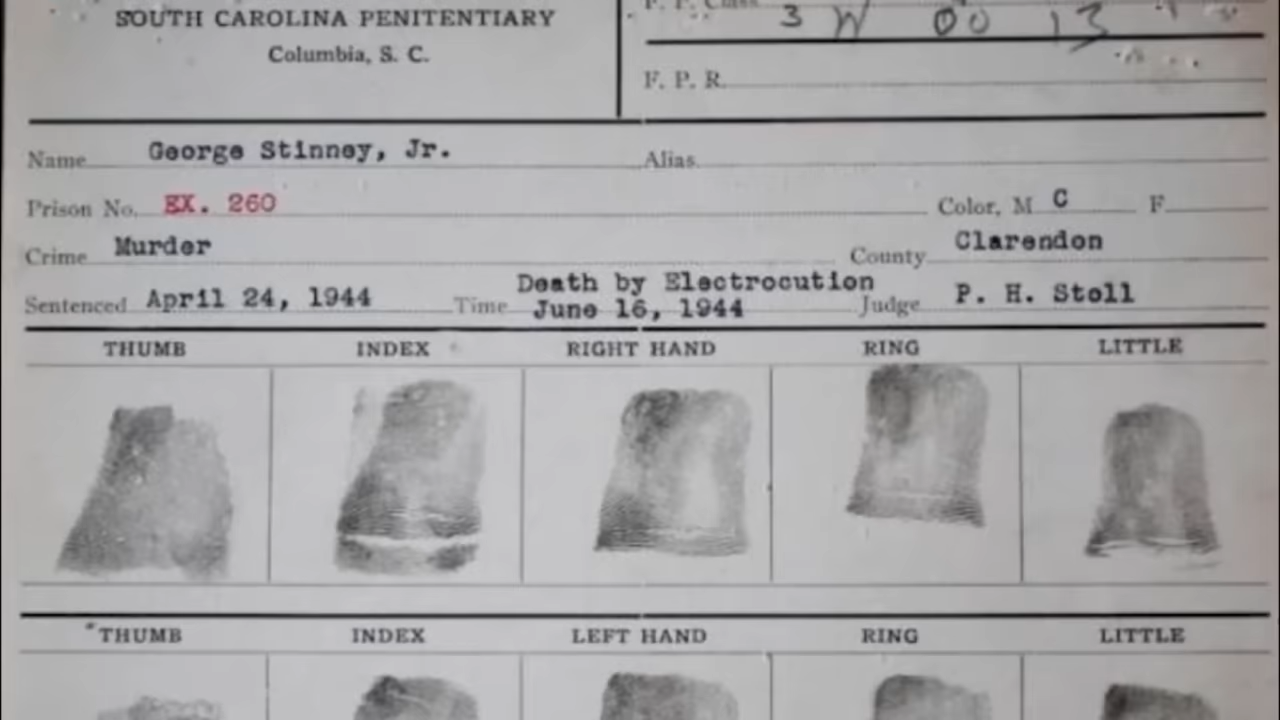 SOUTH CAROLINA PENITENTIARY
Columbia, S. C.
3 W 00 13
F. P. R.
Name George Stinney, Jr. Alias
Prison No. EX. 260 Color, M C F
Crime Murder County Clarendon
Death by Electrocution
Sentenced April 24, 1944 Time June 16, 1944 Judge P. H. Stoll
THUMB INDEX RIGHT HAND RING LITTLE
THUMB INDEX LEFT HAND RING LITTLE